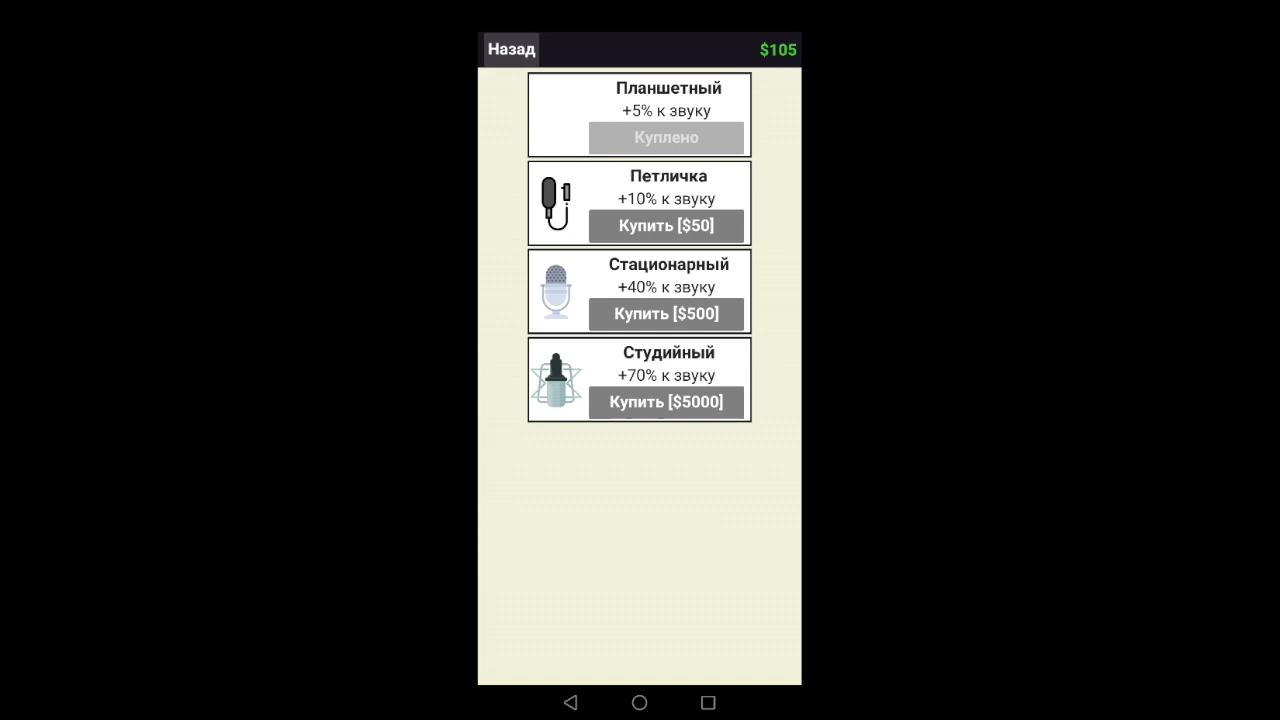 Назад
$105
Планшетный
+5% к звуку
Куплено
Петличка
+10% к звуку
Купить [$50]
Стационарный
+40% к звуку
Купить [$500]
Студийный
+70% к звуку
Купить [$5000]